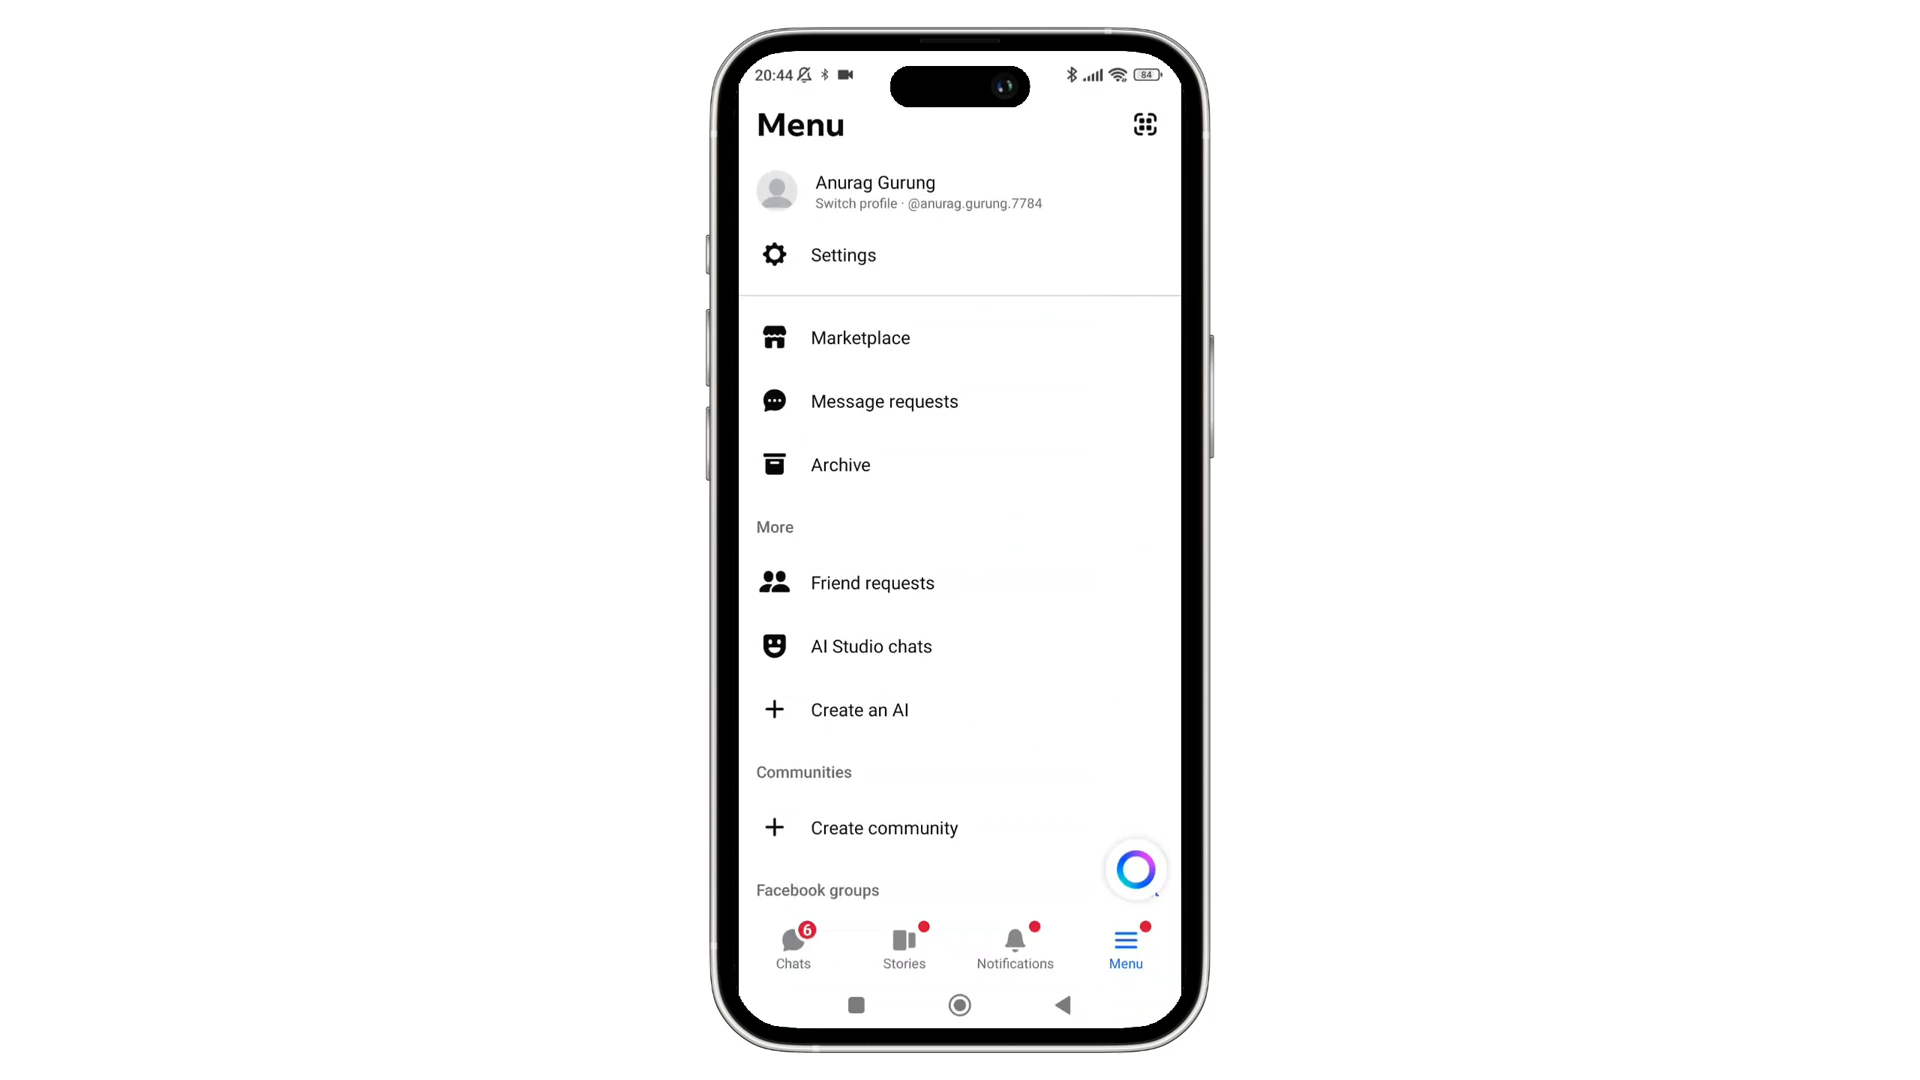 20:44
84
Menu
Anurag Gurung
Switch profile · @anurag.gurung.7784
Settings
Marketplace
Message requests
Archive
More
Friend requests
AI Studio chats
Create an AI
Communities
Create community
Facebook groups
6
Chats
Stories
Notifications
Menu